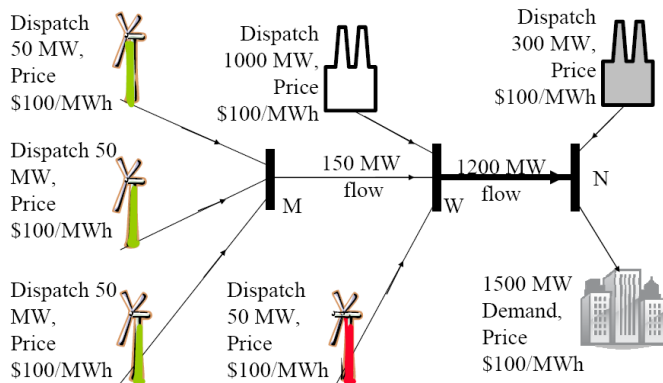 Dispatch
50 MW,
Price
$100/MWh
Dispatch
1000 MW,
Price
$100/MWh
Dispatch
300 MW,
Price
$100/MWh
Dispatch 50
MW,
Price
$100/MWh
150 MW
flow
1200 MW
flow
M
W
N
Dispatch 50
MW,
Price
$100/MWh
Dispatch
50 MW,
Price
$100/MWh
1500 MW
Demand,
Price
$100/MWh